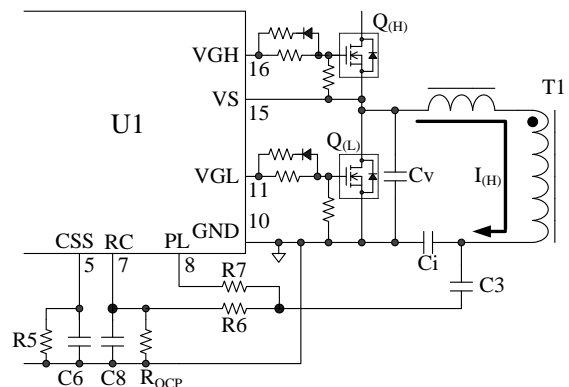 Q(H)
VGH
16
T1
VS
15
U1
Q(L)
I(H)
VGL
11
Cv
10
GND
CSS
RC
PL
Ci
5
7
8
R7
C3
R6
R5
C6
C8
ROCP